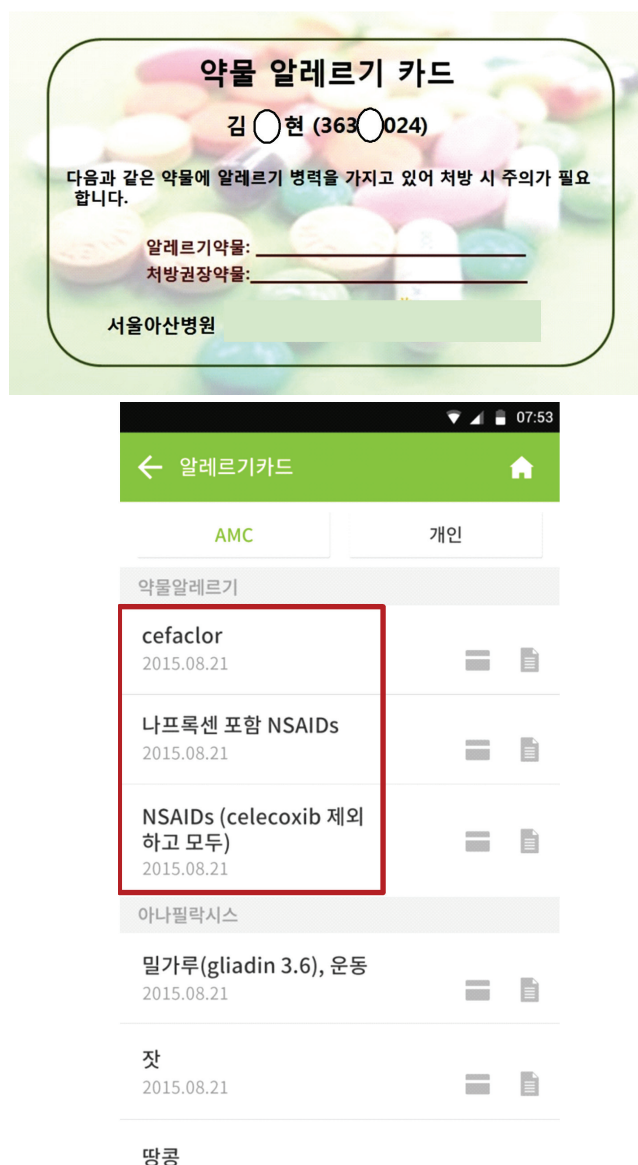 약물 알레르기 카드
김 현 (363 024)
다음과 같은 약물에 알레르기 병력을 가지고 있어 처방 시 주의가 필요
합니다.
알레르기약물:
처방권장약물:
서울아산병원
07:53
알레르기카드
AMC 개인
약물알레르기
cefaclor
2015.08.21
나프록센 포함 NSAIDs
2015.08.21
NSAIDs (celecoxib 제외
하고 모두)
2015.08.21
아나필락시스
밀가루(gliadin 3.6), 운동
2015.08.21
잣
2015.08.21
땅콩